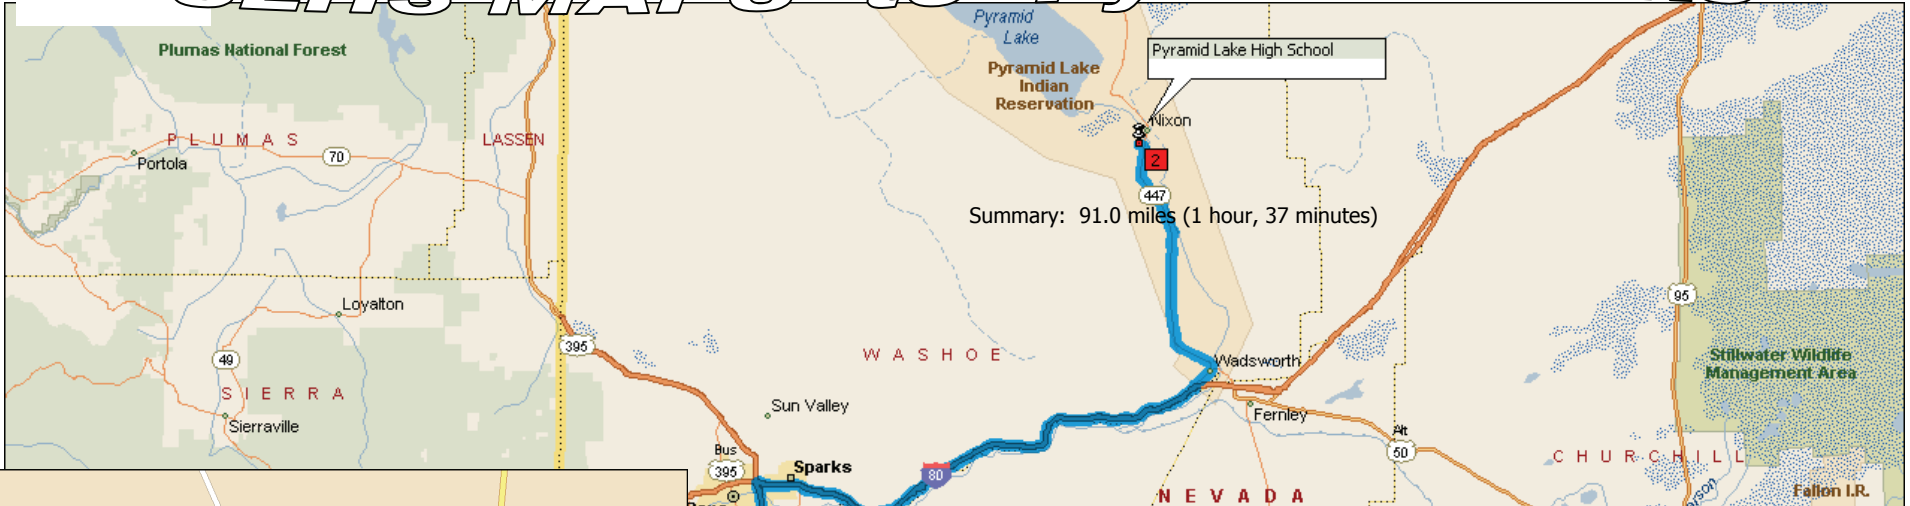 Plumas National Forest
Pyramid
Lake
Pyramid Lake High School
Pyramid Lake
Indian
Reservation
Nixon
2
P L U M A S
70
LASSEN
Portola
447
Summary: 91.0 miles (1 hour, 37 minutes)
Loyalton
395
49
W A S H O E
S I E R R A
Sierraville
Sun Valley
Wadsworth
Fernley
95
Stillwater Wildlife
Management Area
Bus
395
Sparks
80
Alt
50
C H U R C H I L L
N E V A D A
Fallon I.R.